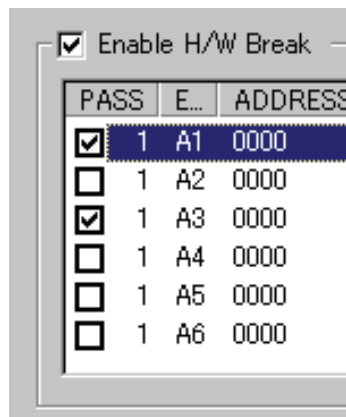 Enable H/W Break
PASS E... ADDRESS
1 A1 0000
1 A2 0000
1 A3 0000
1 A4 0000
1 A5 0000
1 A6 0000